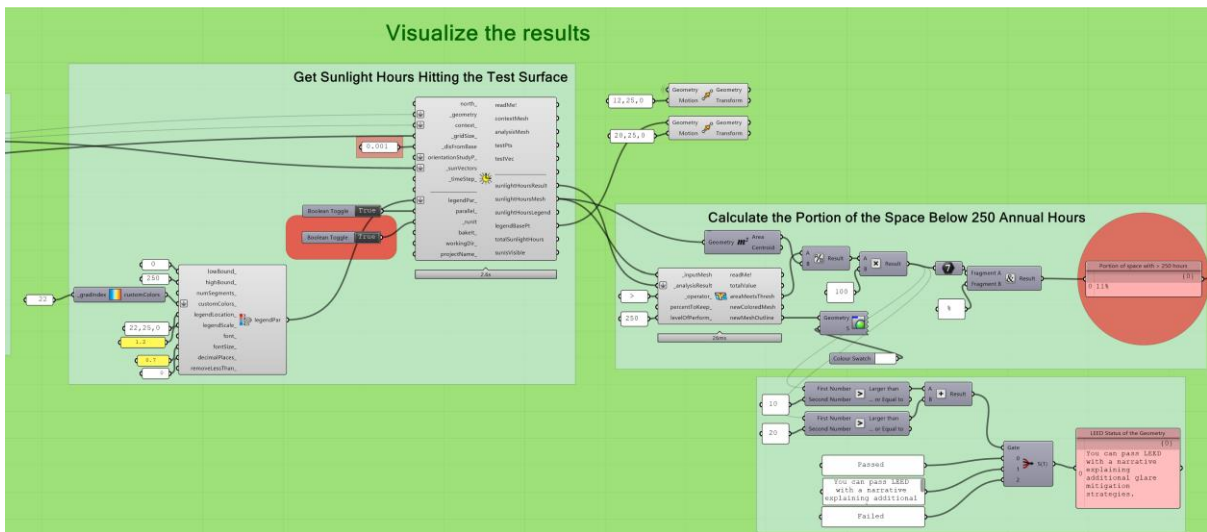 Visualize the results
Get Sunlight Hours Hitting the Test Surface
north_
_geometry
context_
_gridSize_
_disFromBase
orientationStudyP_
_sunVectors
_timeStep_
legendPar_
parallel_
_runIt
bakeIt_
workingDir_
projectName_
readMe!
contextMesh
analysisMesh
testPts
testVec
sunlightHoursResult
sunlightHoursMesh
sunlightHoursLegend
legendBasePt
totalSunlightHours
sunIsVisible
2.6s
0.001
Boolean Toggle True
Boolean Toggle True
0
250
22
_gradIndex customColors
22,25,0
lowBound_
highBound_
numSegments_
customColors_
legendLocation_
legendScale_
font_
fontSize_
decimalPlaces_
removeLessThan_
legendPar
12,25,0
Geometry Geometry
Motion Transform
Geometry Geometry
Motion Transform
Calculate the Portion of the Space Below 250 Annual Hours
Geometry m² Area
Centroid
A
B
Result
A
B
Result
100
7
Fragment A
Fragment B
& Result
%
Portion of space with > 250 hours
{0}
0 11%
>
250
_inputMesh
_analysisResult
_operator_
percentToKeep_
levelOfPerform_
readMe!
totalValue
areaMeetsThresh
newColoredMesh
newMeshOutline
Geometry
S
Colour Swatch
10
20
First Number Larger than
Second Number ... or Equal to
First Number Larger than
Second Number ... or Equal to
A
B
+ Result
Passed
You can pass LEED
with a narrative
explaining additional
Failed
Gate
0
1
2
S(1)
LEED Status of the Geometry
{0}
0
You can pass LEED
with a narrative
explaining
additional glare
mitigation
strategies.